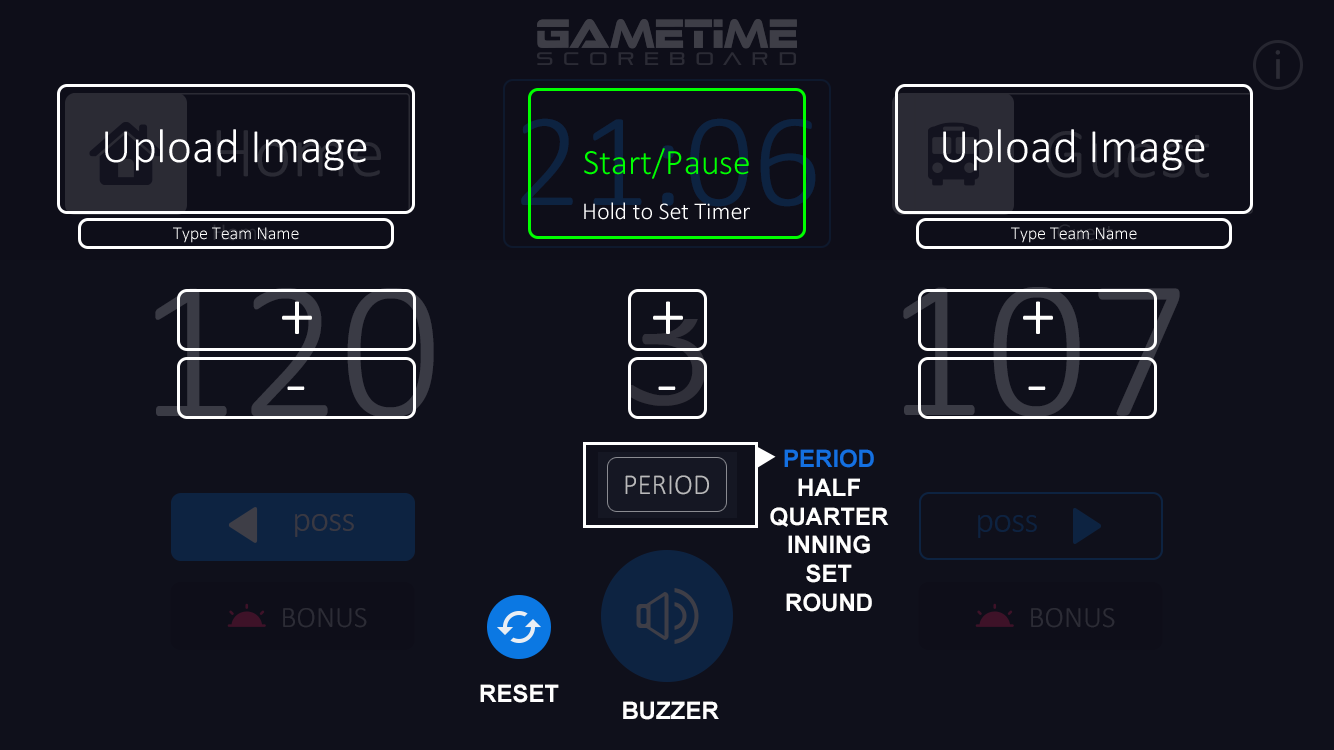 GAMETIME
SCOREBOARD
i
Home
Upload Image
Type Team Name
21:06
Start/Pause
Hold to Set Timer
Guest
Upload Image
Type Team Name
120
+
-
3
+
-
107
+
-
PERIOD
PERIOD
HALF
QUARTER
INNING
SET
ROUND
poss
poss
BONUS
BONUS
RESET
BUZZER